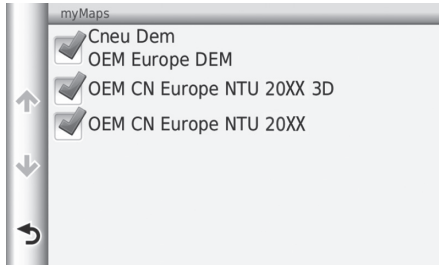 myMaps
Cneu Dem
OEM Europe DEM
OEM CN Europe NTU 20XX 3D
OEM CN Europe NTU 20XX